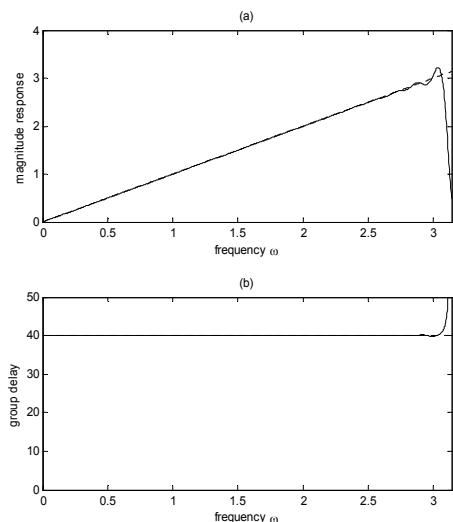 (a)
4
3
2
1
0
magnitude response
0 0.5 1 1.5 2 2.5 3
frequency ω
(b)
50
40
30
20
10
0
group delay
0 0.5 1 1.5 2 2.5 3
frequency ω